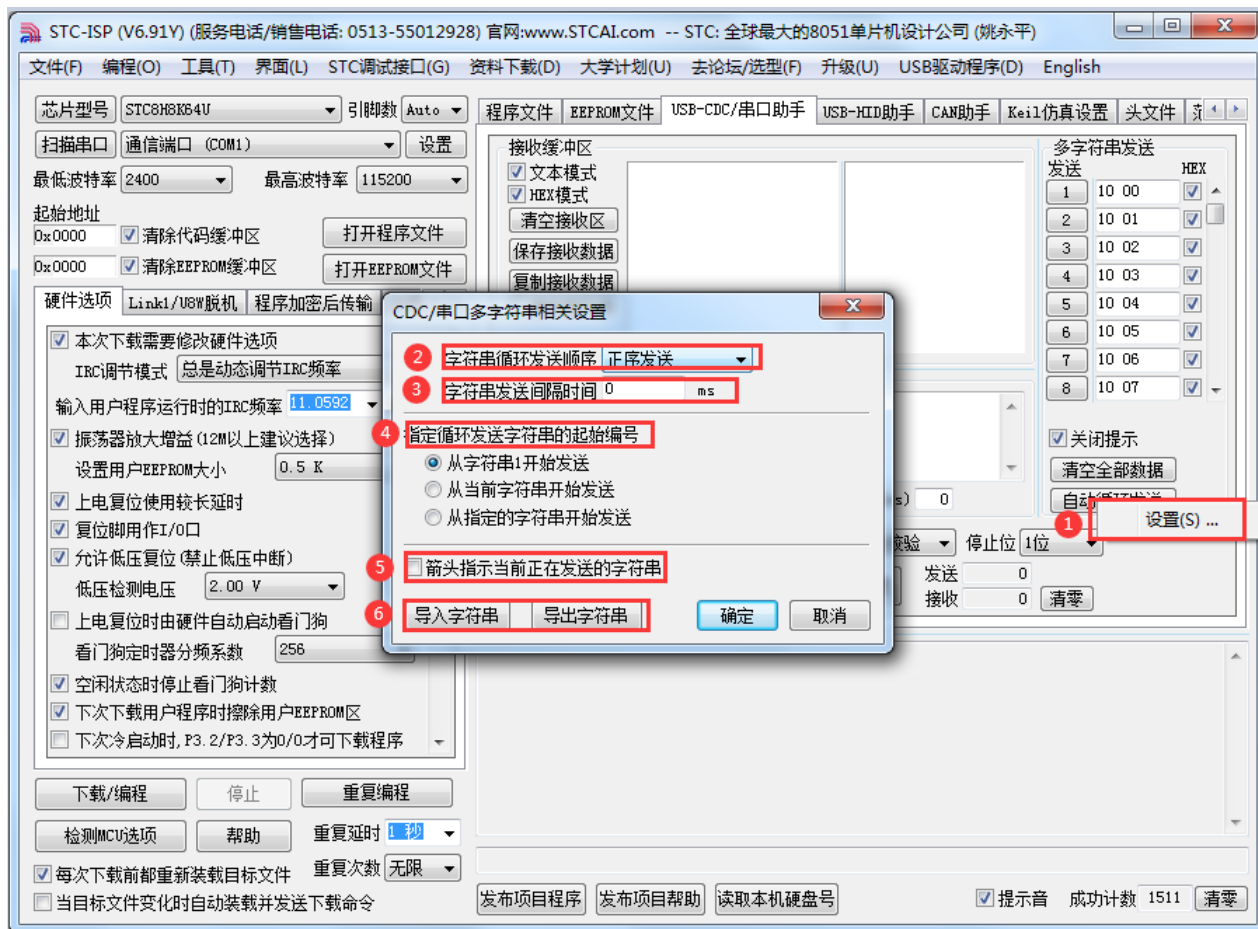 STC-ISP (V6.91Y) (服务电话/销售电话: 0513-55012928) 官网:www.STCAI.com -- STC: 全球最大的8051单片机设计公司 (姚永平)
文件(F) 编程(O) 工具(T) 界面(L) STC调试接口(G) 资料下载(D) 大学计划(U) 去论坛/选型(F) 升级(U) USB驱动程序(D) English
芯片型号 STC8H8K64U 引脚数 Auto
扫描串口 通信端口 (COM1) 设置
最低波特率 2400 最高波特率 115200
起始地址
0x0000 清除代码缓冲区 打开程序文件
0x0000 清除EEPROM缓冲区 打开EEPROM文件
硬件选项 Link1/U8W脱机 程序加密后传输
本次下载需要修改硬件选项
IRC调节模式 总是动态调节IRC频率
输入用户程序运行时的IRC频率 11.0592
振荡器放大增益(12M以上建议选择)
设置用户EEPROM大小 0.5 K
上电复位使用较长延时
复位脚用作I/O口
允许低压复位(禁止低压中断)
低压检测电压 2.00 V
上电复位时由硬件自动启动看门狗
看门狗定时器分频系数 256
空闲状态时停止看门狗计数
下次下载用户程序时擦除用户EEPROM区
下次冷启动时,P3.2/P3.3为0/0才可下载程序
下载/编程 停止 重复编程
检测MCU选项 帮助 重复延时 1 秒
每次下载前都重新装载目标文件 重复次数 无限
当目标文件变化时自动装载并发送下载命令
程序文件 EEPROM文件 USB-CDC/串口助手 USB-HID助手 CAN助手 Keil仿真设置 头文件
接收缓冲区
文本模式
HEX模式
清空接收区
保存接收数据
复制接收数据
多字符串发送
发送 HEX
1 10 00
2 10 01
3 10 02
4 10 03
5 10 04
6 10 05
7 10 06
8 10 07
关闭提示
清空全部数据
自动循环发送
s) 0
1 设置(S) ...
校验 停止位 1位
发送 0
接收 0 清零
CDC/串口多字符串相关设置
2 字符串循环发送顺序 正序发送
3 字符串发送间隔时间 0 ms
4 指定循环发送字符串的起始编号
从字符串1开始发送
从当前字符串开始发送
从指定的字符串开始发送
5 箭头指示当前正在发送的字符串
6 导入字符串 导出字符串 确定 取消
发布项目程序 发布项目帮助 读取本机硬盘号 提示音 成功计数 1511 清零